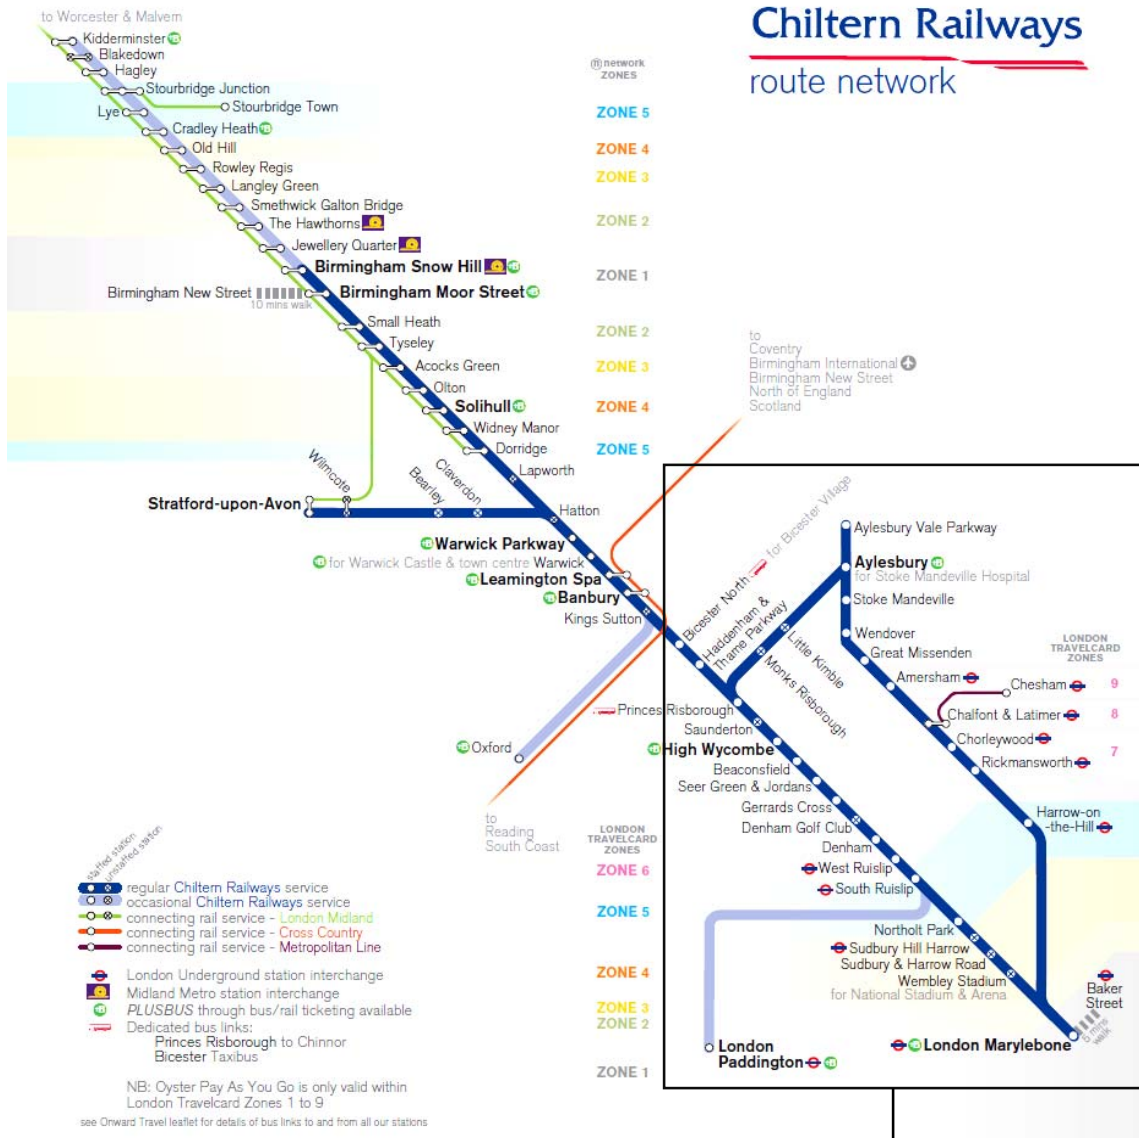 to Worcester & Malvern
Chiltern Railways
route network
Kidderminster
Blakedown
Hagley
network
ZONES
Stourbridge Junction
Stourbridge Town
Lye
ZONE 5
Cradley Heath
Old Hill
ZONE 4
Rowley Regis
ZONE 3
Langley Green
Smethwick Galton Bridge
The Hawthorns
ZONE 2
Jewellery Quarter
Birmingham Snow Hill
ZONE 1
Birmingham New Street
10 mins walk
Birmingham Moor Street
Small Heath
ZONE 2
Tyseley
Acocks Green
ZONE 3
Olton
Solihull
ZONE 4
Widney Manor
Dorridge
ZONE 5
Lapworth
to
Coventry
Birmingham International
Birmingham New Street
North of England
Scotland
Wilmcote
Bearley
Claverdon
Stratford-upon-Avon
Hatton
Warwick Parkway
for Warwick Castle & town centre Warwick
Leamington Spa
Banbury
Kings Sutton
Bicester North for Bicester Village
Haddenham &
Thame Parkway
Aylesbury Vale Parkway
Aylesbury
for Stoke Mandeville Hospital
Stoke Mandeville
Little Kimble
Monks Risborough
Wendover
Great Missenden
Amersham
LONDON
TRAVELCARD
ZONES
Chesham
9
Chalfont & Latimer
8
Chorleywood
7
Rickmansworth
Princes Risborough
Saunderton
Oxford
High Wycombe
Beaconsfield
Seer Green & Jordans
Gerrards Cross
Denham Golf Club
Denham
Harrow-on
-the-Hill
to
Reading
South Coast
LONDON
TRAVELCARD
ZONES
ZONE 6
West Ruislip
South Ruislip
ZONE 5
Northolt Park
Sudbury Hill Harrow
Sudbury & Harrow Road
Wembley Stadium
for National Stadium & Arena
ZONE 4
ZONE 3
ZONE 2
Baker
Street
5 mins
walk
London
Paddington
London Marylebone
ZONE 1
staffed station
unstaffed station
regular Chiltern Railways service
occasional Chiltern Railways service
connecting rail service - London Midland
connecting rail service - Cross Country
connecting rail service - Metropolitan Line
London Underground station interchange
Midland Metro station interchange
PLUSBUS through bus/rail ticketing available
Dedicated bus links:
Princes Risborough to Chinnor
Bicester Taxibus
NB: Oyster Pay As You Go is only valid within
London Travelcard Zones 1 to 9
see Onward Travel leaflet for details of bus links to and from all our stations